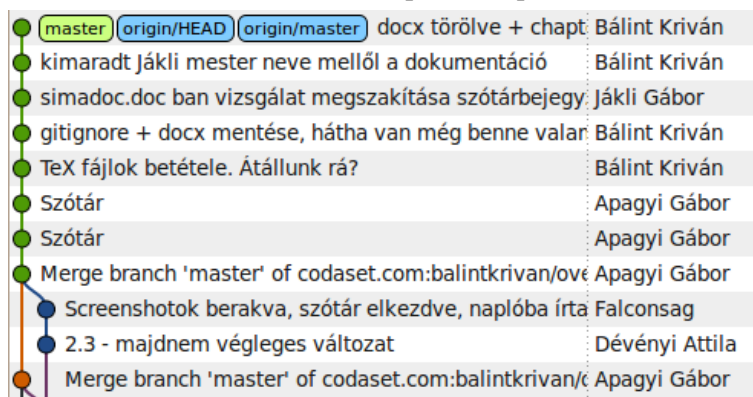 master origin/HEAD origin/master docx törölve + chapt Bálint Kriván
kimaradt Jákli mester neve mellől a dokumentáció Bálint Kriván
simadoc.doc ban vizsgálat megszakítása szótárbejegy Jákli Gábor
gitignore + docx mentése, hátha van még benne valam Bálint Kriván
TeX fájlok betétele. Átállunk rá? Bálint Kriván
Szótár Apagyi Gábor
Szótár Apagyi Gábor
Merge branch 'master' of codaset.com:balintkrivan/ove Apagyi Gábor
Screenshotok berakva, szótár elkezdve, naplóba írta Falconsag
2.3 - majdnem végleges változat Dévényi Attila
Merge branch 'master' of codaset.com:balintkrivan/o Apagyi Gábor